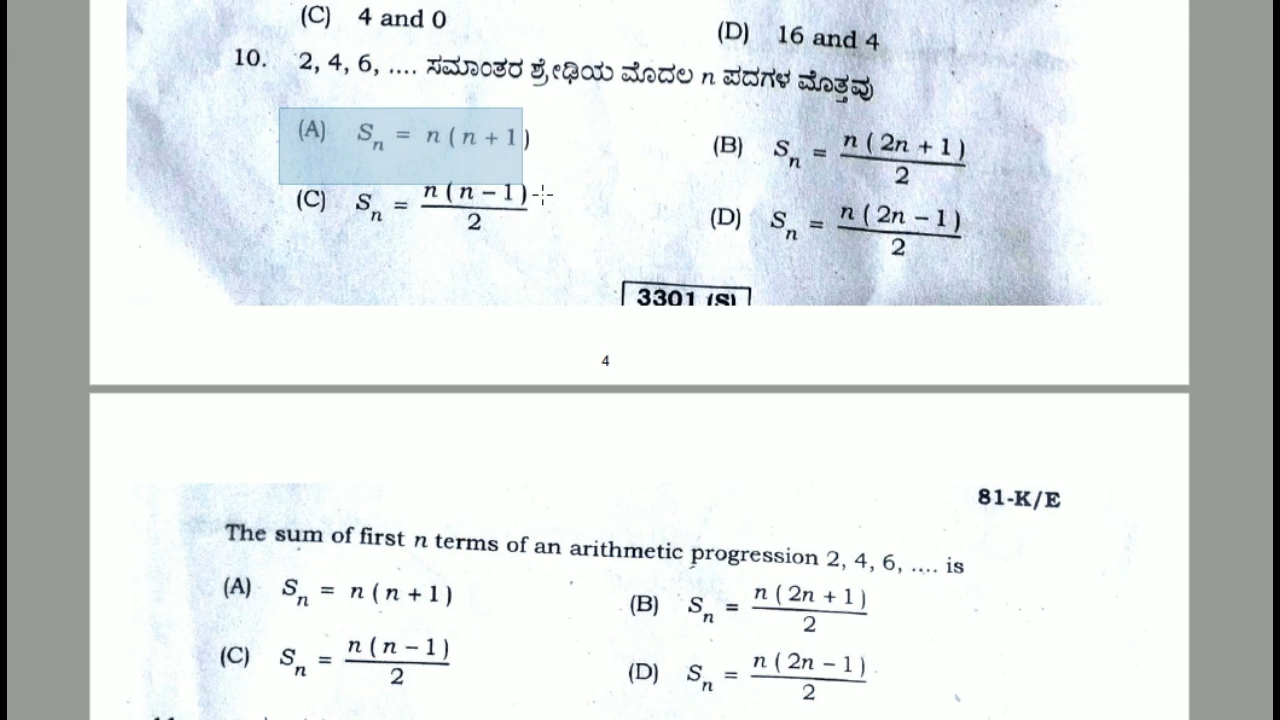 (C) 4 and 0 (D) 16 and 4
10. 2, 4, 6, .... ಸಮಾಂತರ ಶ್ರೇಢಿಯ ಮೊದಲ n ಪದಗಳ ಮೊತ್ತವು
(A) Sn = n ( n + 1 ) (B) Sn = n ( 2n + 1 ) / 2
(C) Sn = n ( n – 1 ) / 2 (D) Sn = n ( 2n – 1 ) / 2
3301 (S)
4
81-K/E
The sum of first n terms of an arithmetic progression 2, 4, 6, .... is
(A) Sn = n ( n + 1 ) (B) Sn = n ( 2n + 1 ) / 2
(C) Sn = n ( n – 1 ) / 2 (D) Sn = n ( 2n – 1 ) / 2